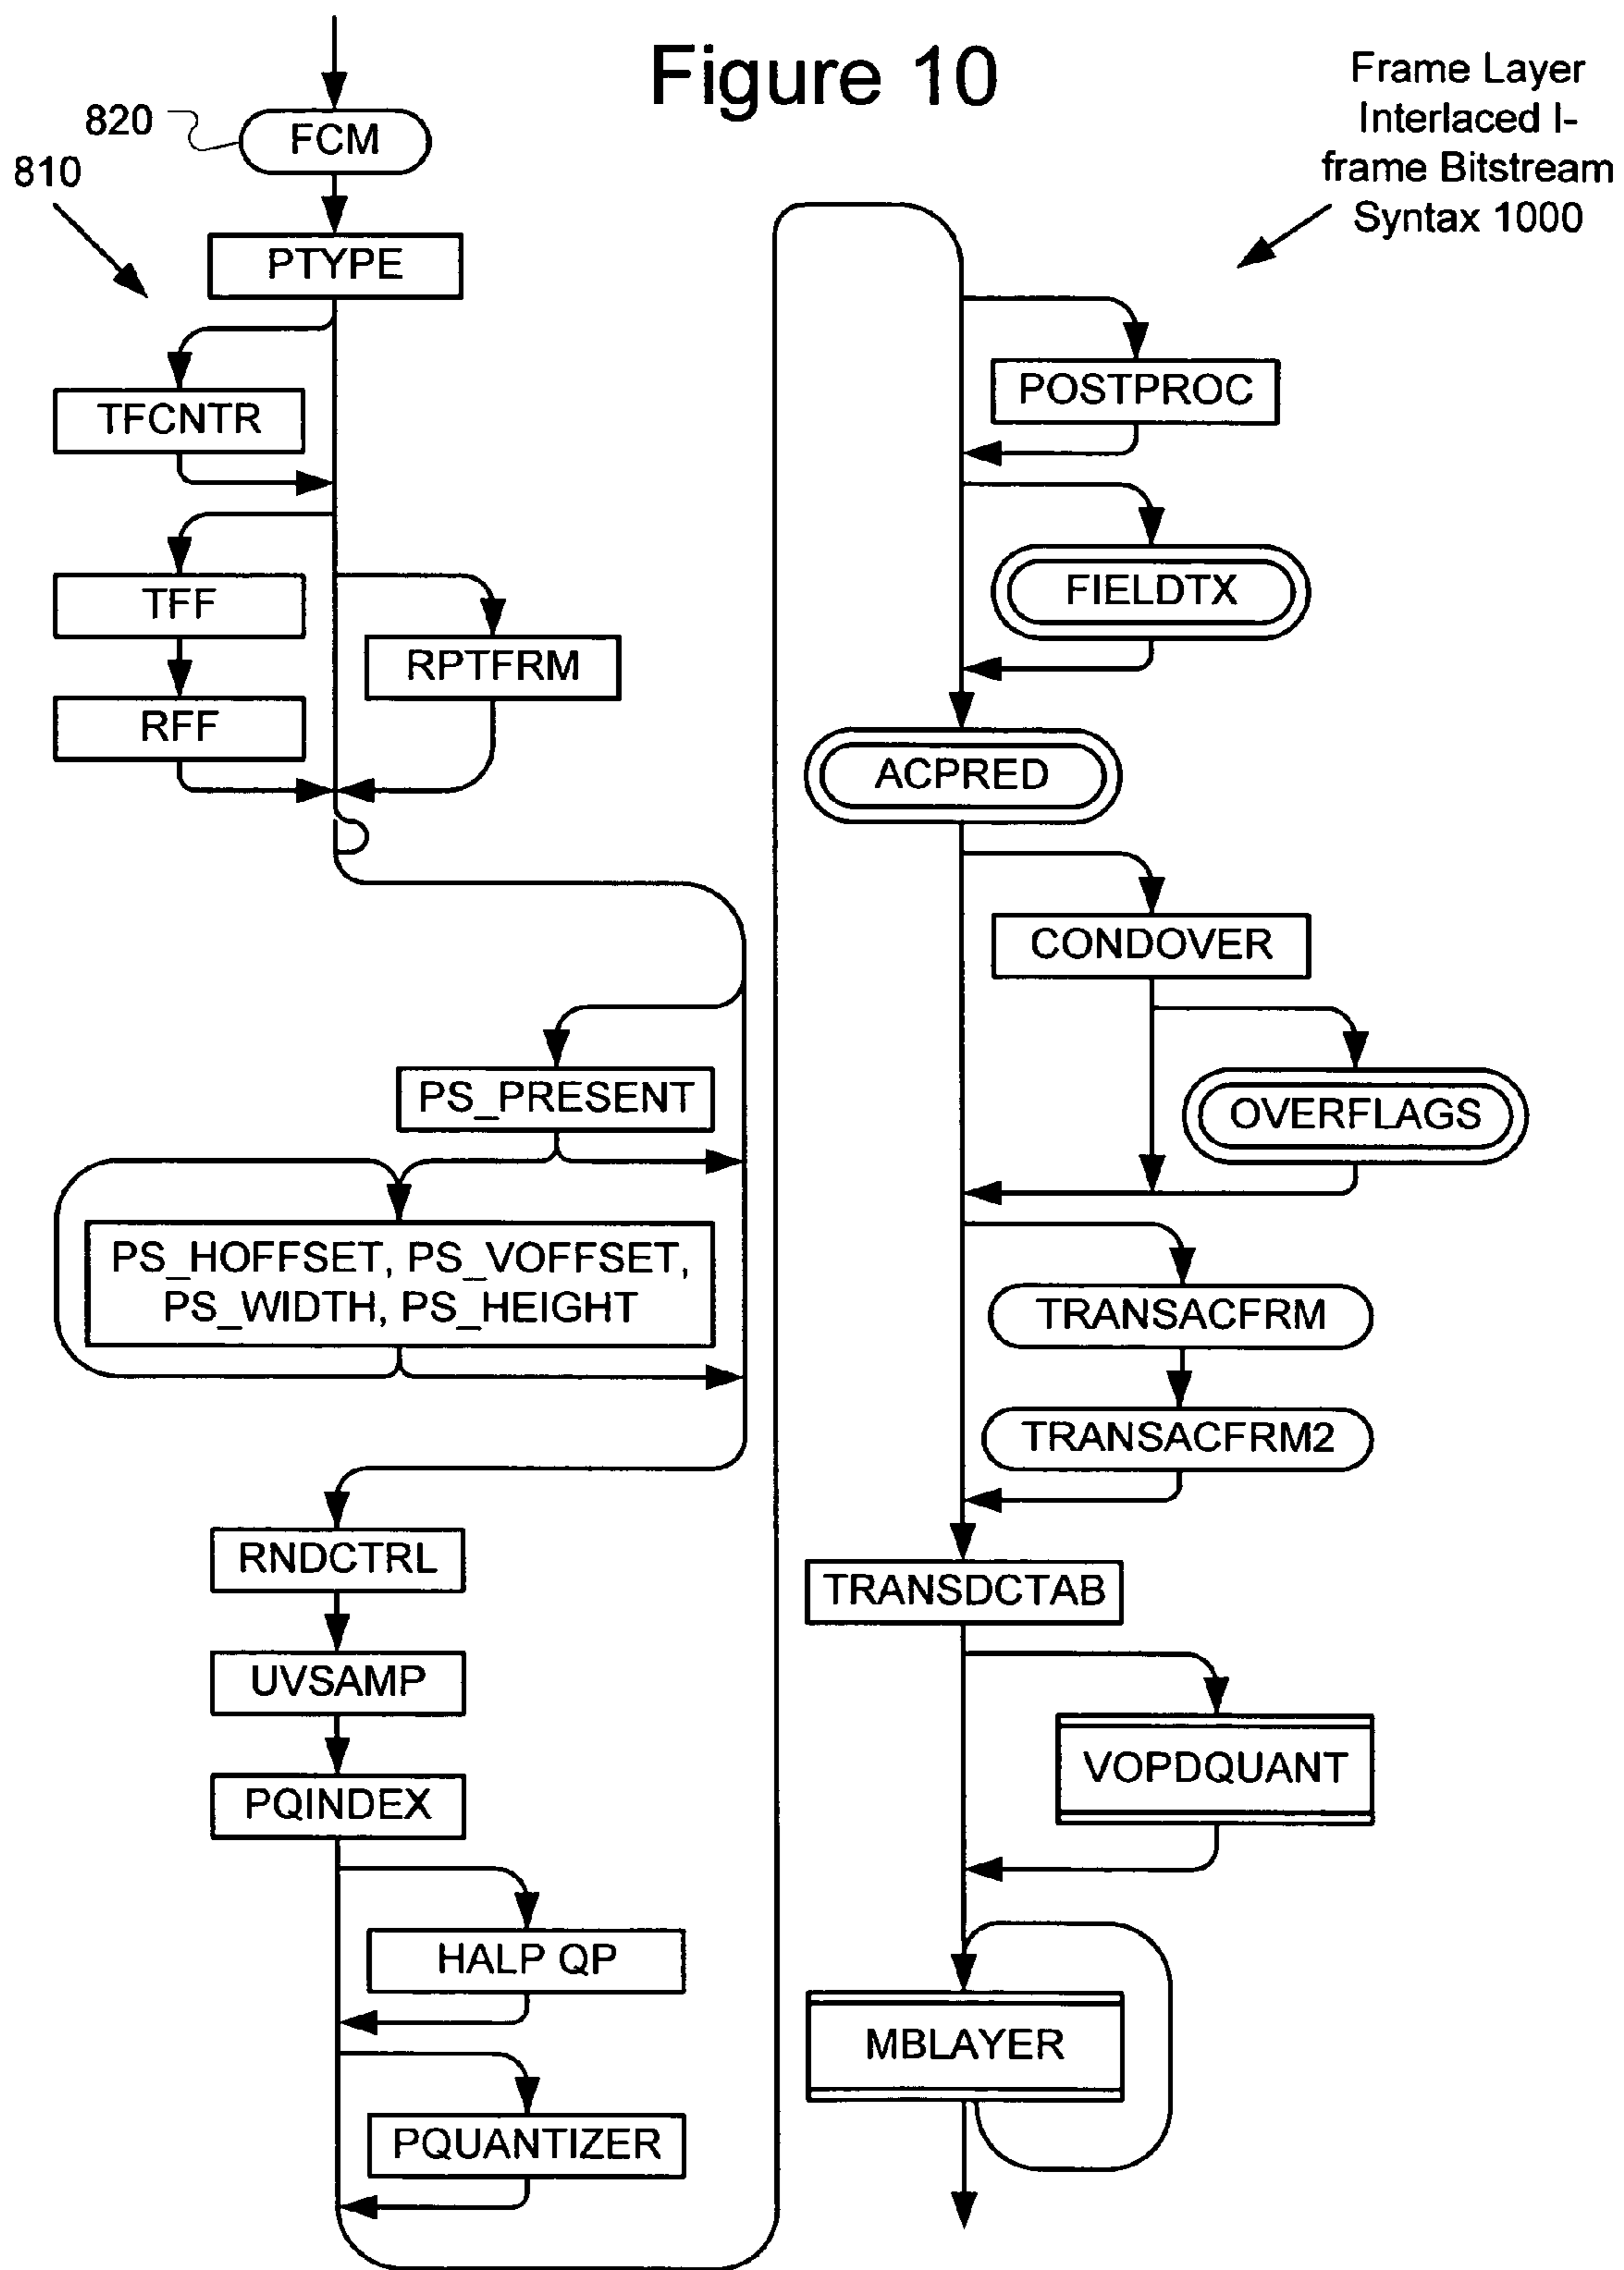 Figure 10
Frame Layer
Interlaced I-
frame Bitstream
Syntax 1000
820
FCM
810
PTYPE
TFCNTR
TFF
RPTFRM
RFF
PS_PRESENT
PS_HOFFSET, PS_VOFFSET,
PS_WIDTH, PS_HEIGHT
RNDCTRL
UVSAMP
PQINDEX
HALP QP
PQUANTIZER
POSTPROC
FIELDTX
ACPRED
CONDOVER
OVERFLAGS
TRANSACFRM
TRANSACFRM2
TRANSDCTAB
VOPDQUANT
MBLAYER